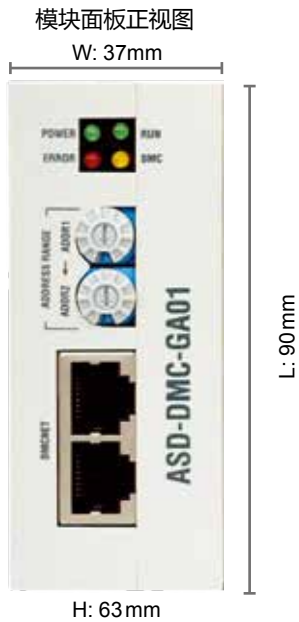 模块面板正视图
W: 37mm
POWER
RUN
ERROR
DMC
ADDRESS RANGE
ADDR1
ADDR2
DMCNET
ASD-DMC-GA01
L: 90mm
H: 63mm